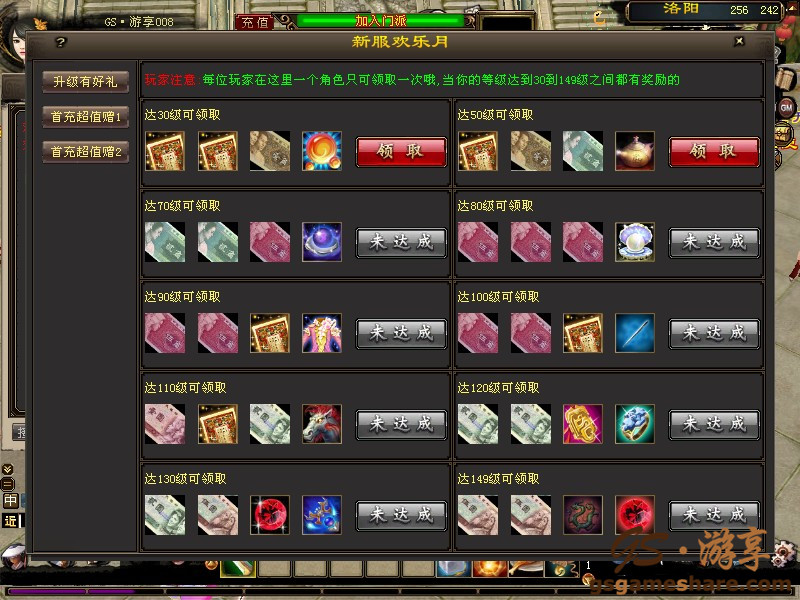 GS·游享008
充值
加入门派
洛阳
256 242
?
新服欢乐月
升级有好礼
首充超值赠1
首充超值赠2
玩家注意:每位玩家在这里一个角色只可领取一次哦,当你的等级达到30到149级之间都有奖励的
达30级可领取
领取
达50级可领取
领取
达70级可领取
未达成
达80级可领取
未达成
达90级可领取
未达成
达100级可领取
未达成
达110级可领取
未达成
达120级可领取
未达成
达130级可领取
未达成
达149级可领取
未达成
GM
甲
近
1
GS·游享
gsgameshare.com